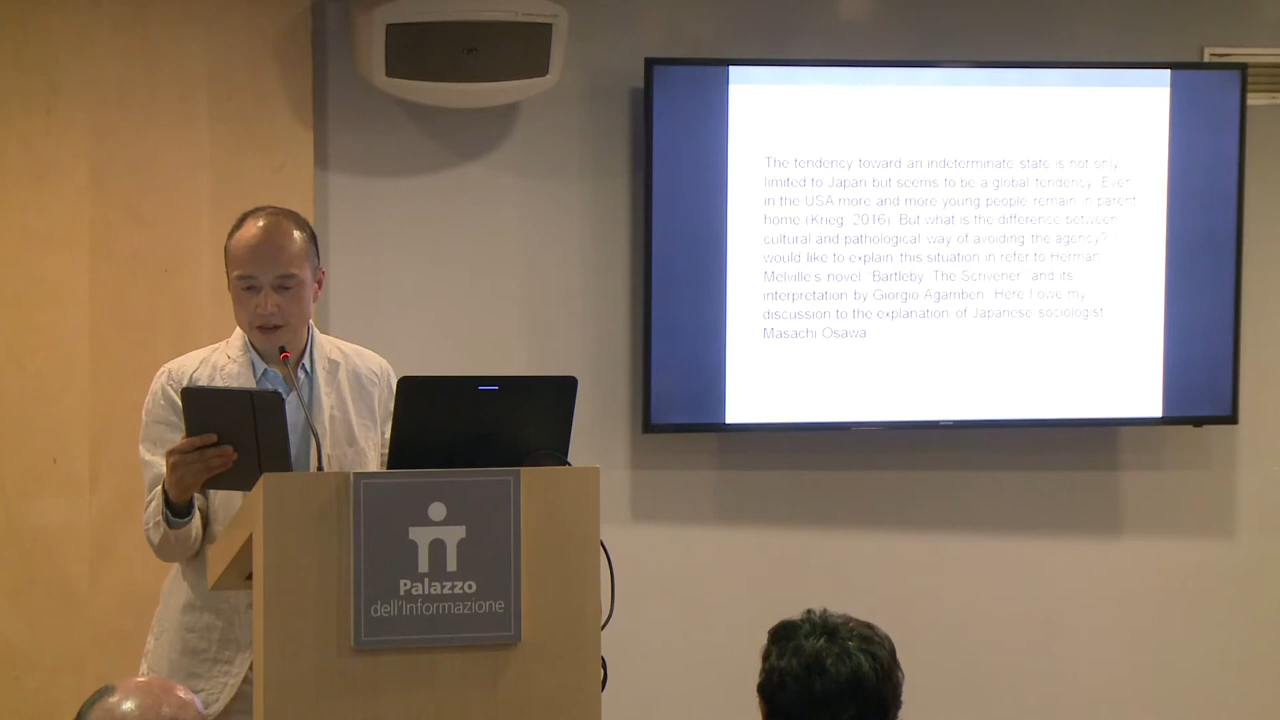 The tendency toward an indeterminate state is not only
limited to Japan but seems to be a global tendency. Even
in the USA more and more young people remain in parent
home (Krieg, 2016). But what is the difference between
cultural and pathological way of avoiding the agency? I
would like to explain this situation in refer to Herman
Melville's novel "Bartleby, The Scrivener" and its
interpretation by Giorgio Agamben. Here I owe my
discussion to the explanation of Japanese sociologist
Masachi Osawa
Palazzo
dell'Informazione